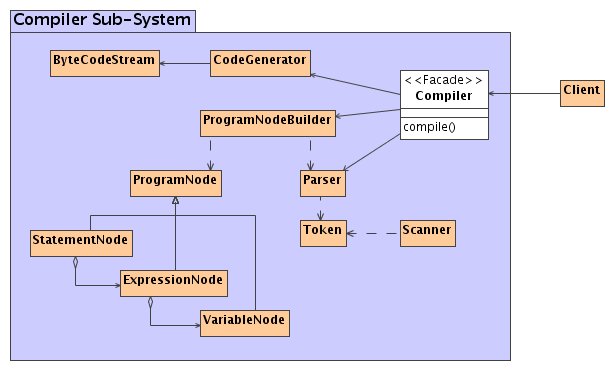 Compiler Sub-System
ByteCodeStream
CodeGenerator
<<Facade>>
Compiler
compile()
Client
ProgramNodeBuilder
ProgramNode
Parser
StatementNode
Token
Scanner
ExpressionNode
VariableNode